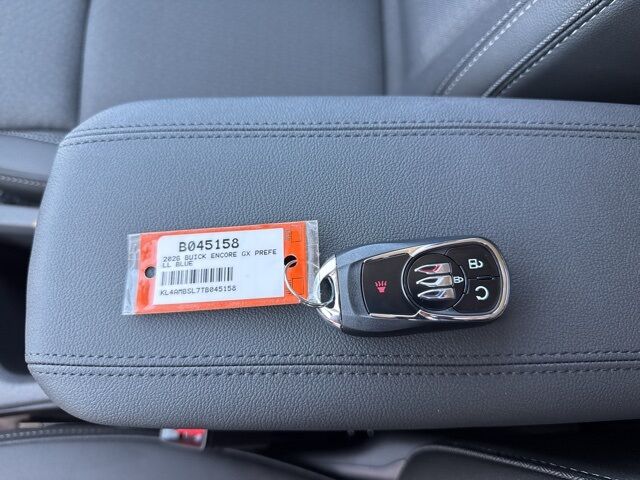 B045158
2026 BUICK ENCORE GX PREFE
LL BLUE
KL4AMBSL7TB045158